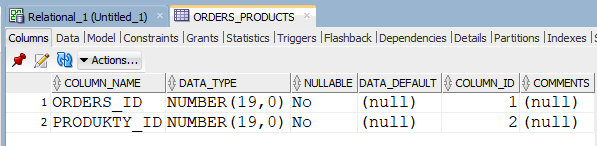 Relational_1 (Untitled_1) ORDERS_PRODUCTS
Columns Data Model Constraints Grants Statistics Triggers Flashback Dependencies Details Partitions Indexes
Actions...
COLUMN_NAME DATA_TYPE NULLABLE DATA_DEFAULT COLUMN_ID COMMENTS
1 ORDERS_ID NUMBER(19,0) No (null) 1 (null)
2 PRODUKTY_ID NUMBER(19,0) No (null) 2 (null)